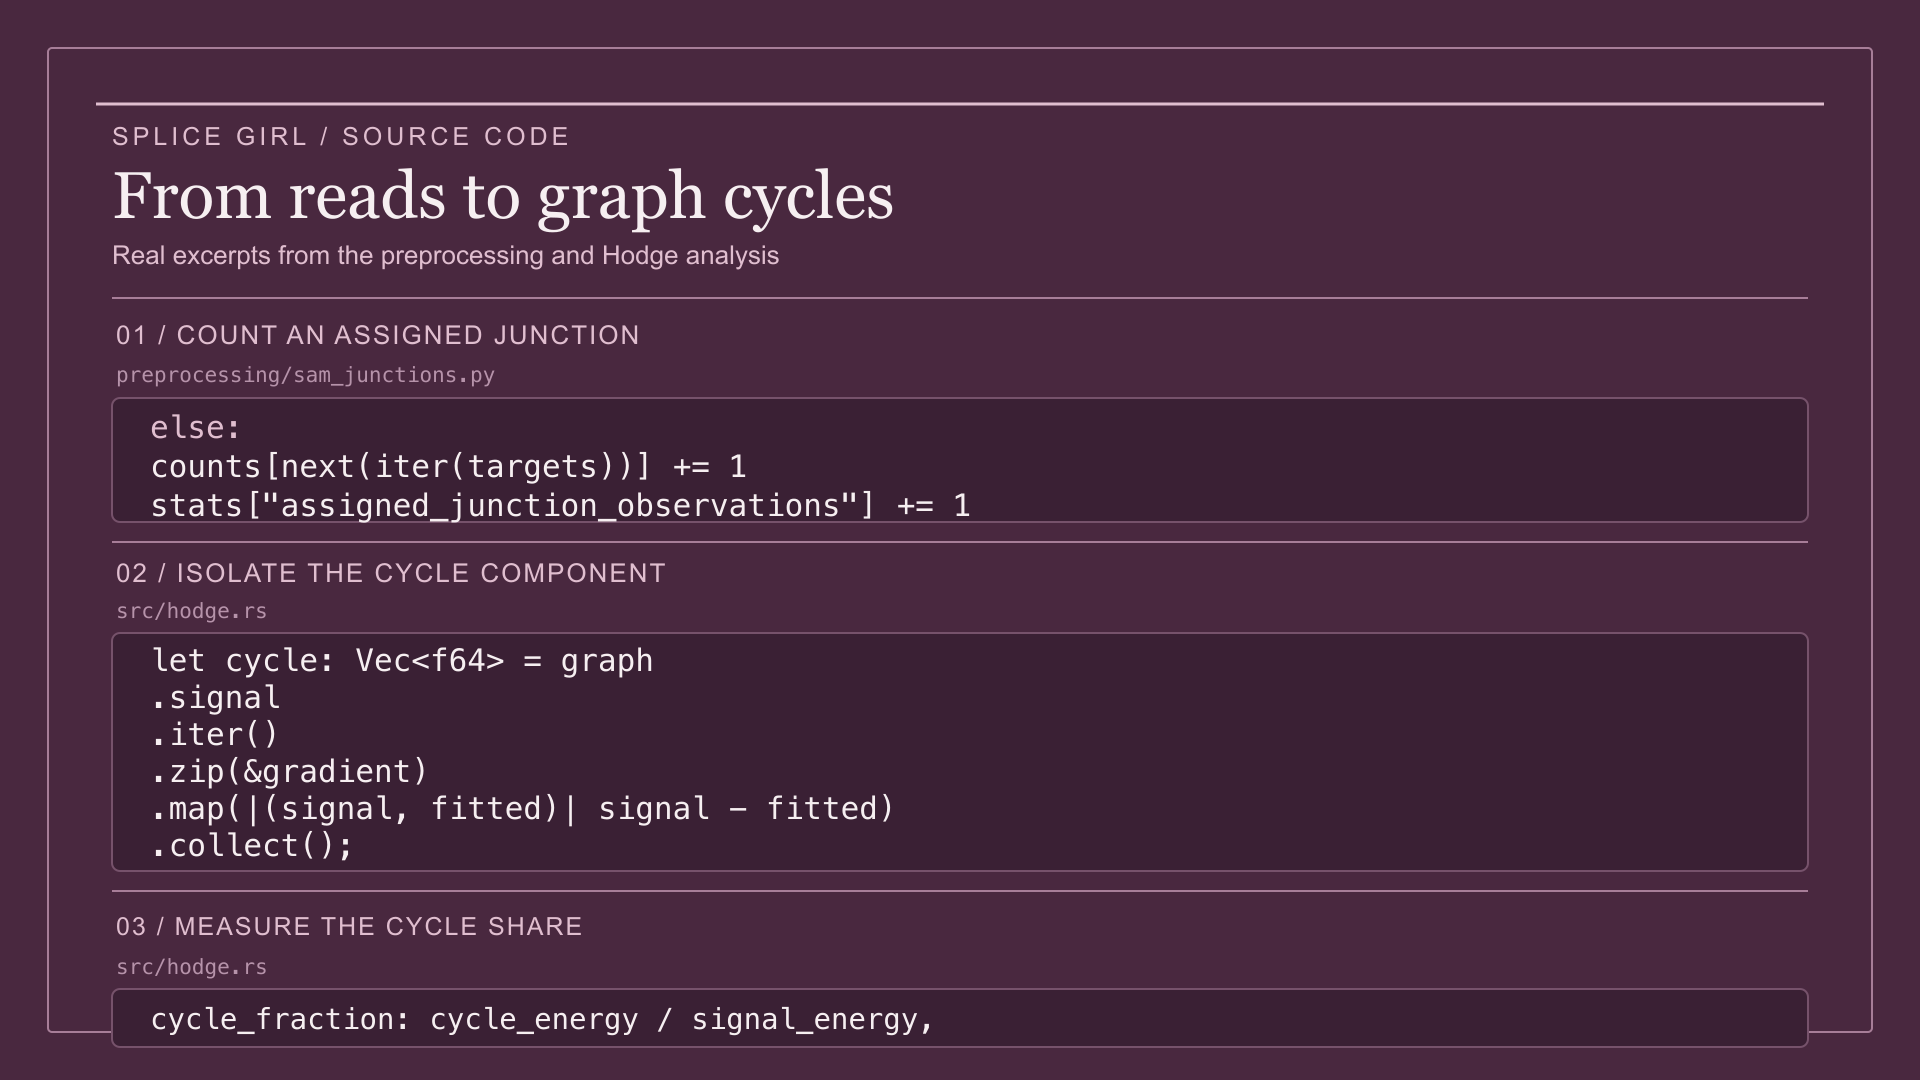 SPLICE GIRL / SOURCE CODE
From reads to graph cycles
Real excerpts from the preprocessing and Hodge analysis
01 / COUNT AN ASSIGNED JUNCTION
preprocessing/sam_junctions.py
else:
counts[next(iter(targets))] += 1
stats["assigned_junction_observations"] += 1
02 / ISOLATE THE CYCLE COMPONENT
src/hodge.rs
let cycle: Vec<f64> = graph
.signal
.iter()
.zip(&gradient)
.map(|(signal, fitted)| signal - fitted)
.collect();
03 / MEASURE THE CYCLE SHARE
src/hodge.rs
cycle_fraction: cycle_energy / signal_energy,